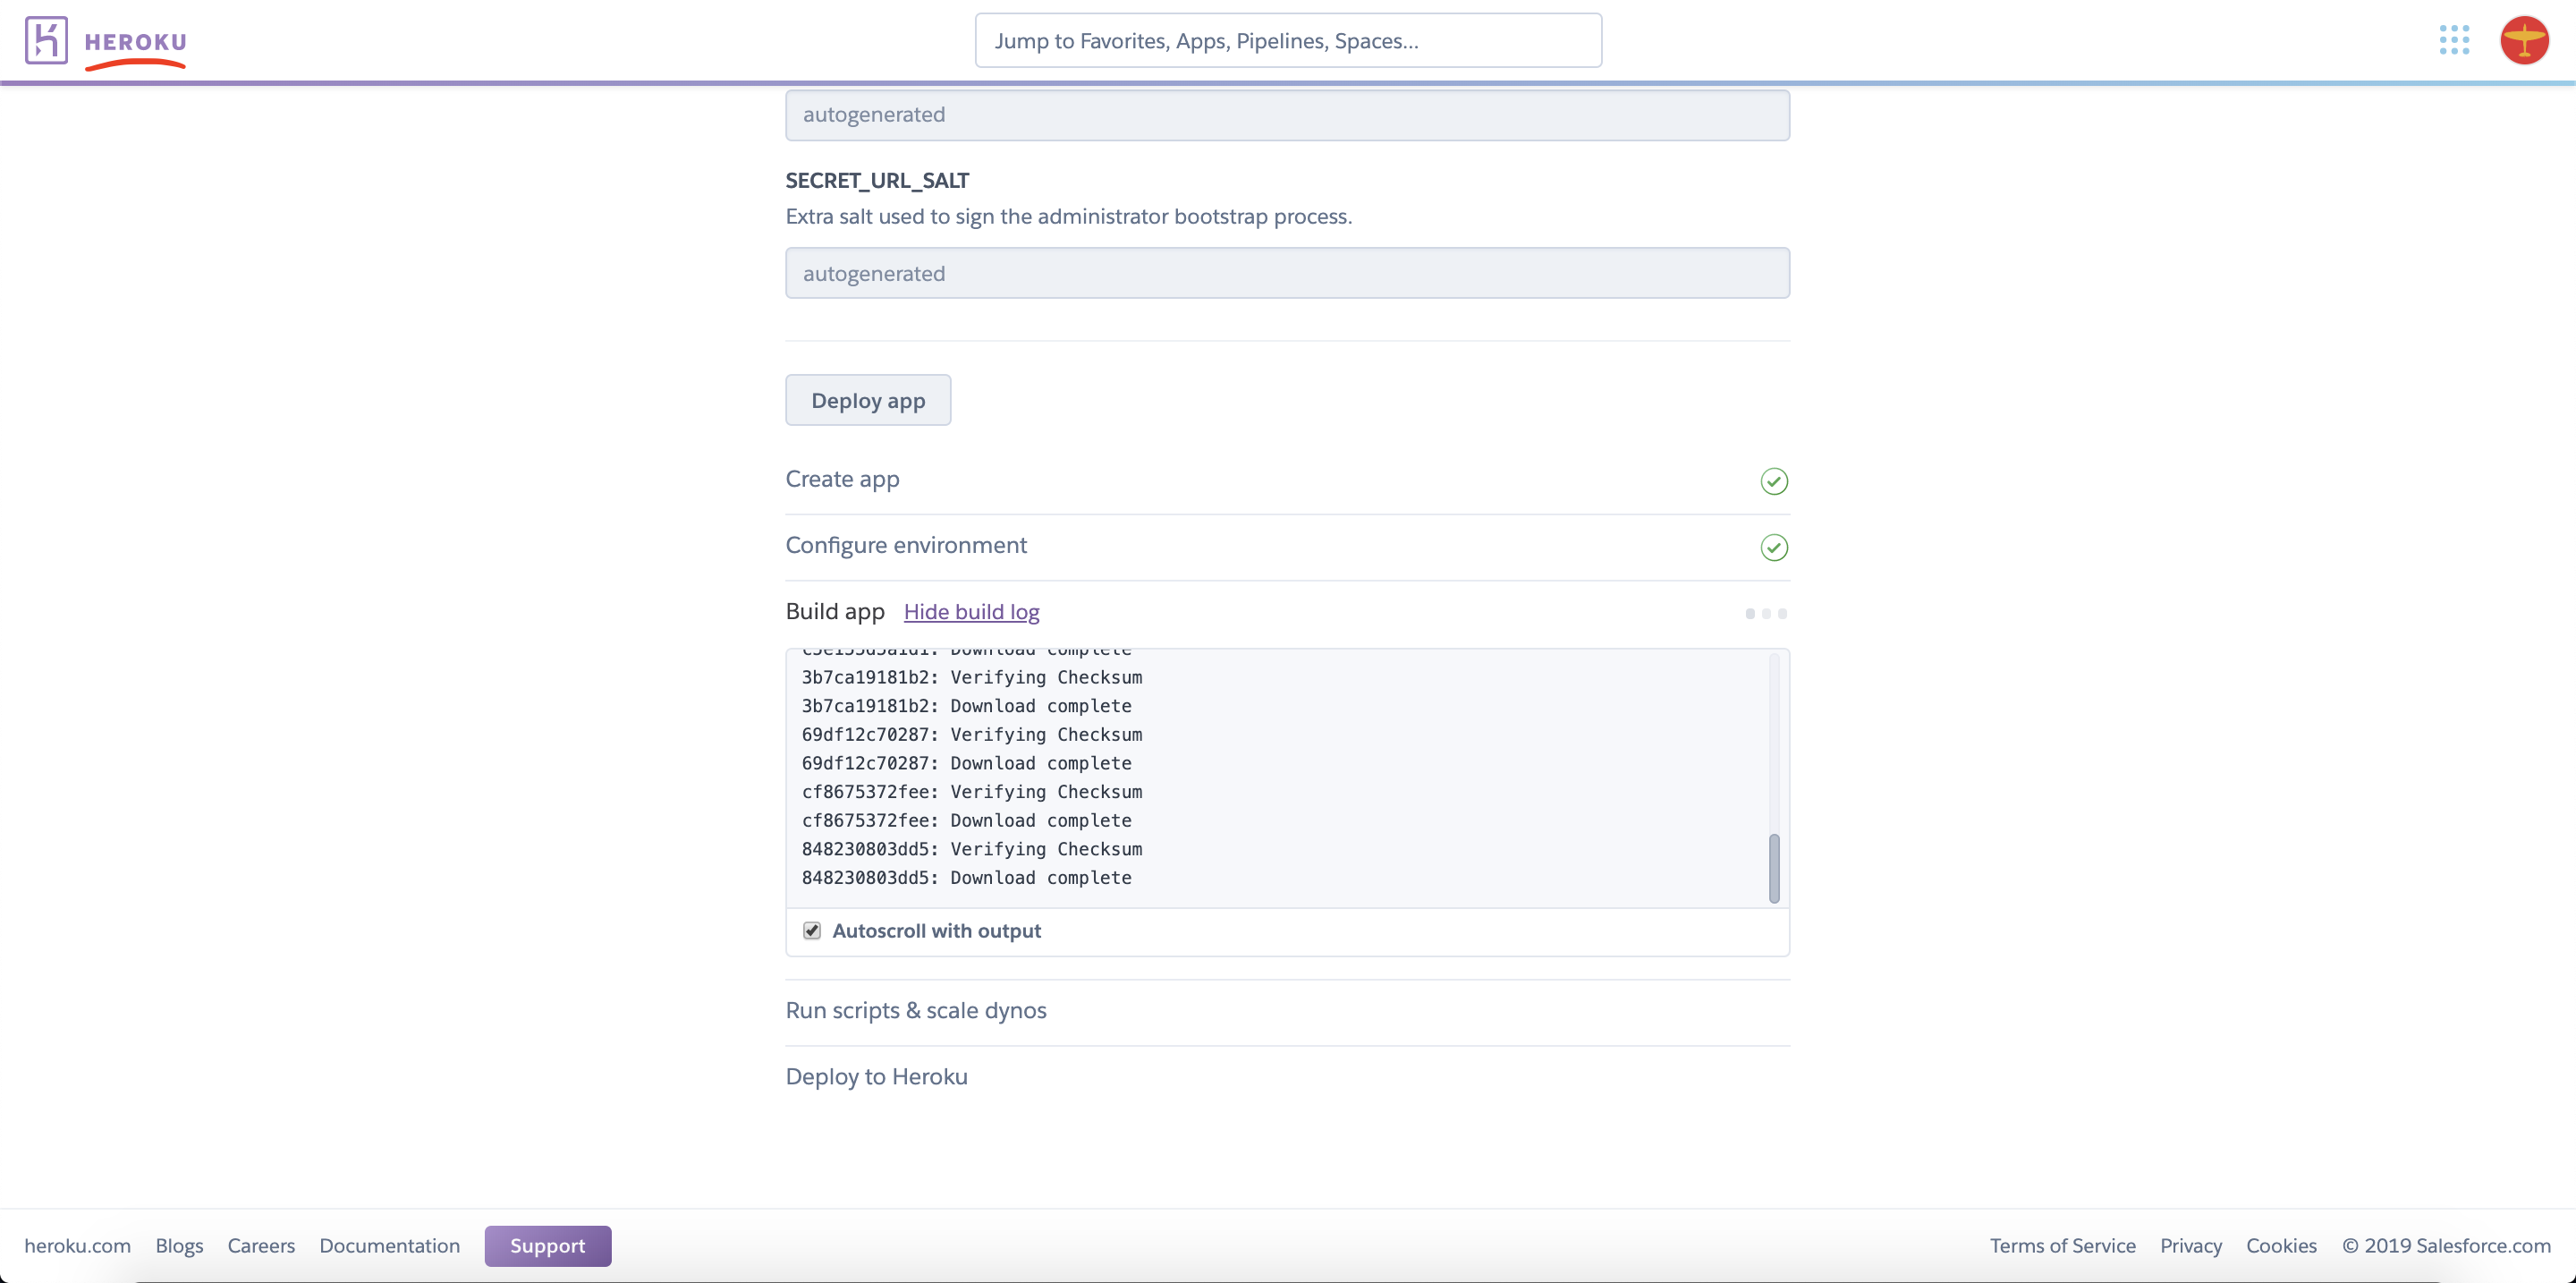 HEROKU
Jump to Favorites, Apps, Pipelines, Spaces...
autogenerated
SECRET_URL_SALT
Extra salt used to sign the administrator bootstrap process.
autogenerated
Deploy app
Create app
Configure environment
Build app Hide build log
c5e155d5a1d1: Download complete
3b7ca19181b2: Verifying Checksum
3b7ca19181b2: Download complete
69df12c70287: Verifying Checksum
69df12c70287: Download complete
cf8675372fee: Verifying Checksum
cf8675372fee: Download complete
848230803dd5: Verifying Checksum
848230803dd5: Download complete
Autoscroll with output
Run scripts & scale dynos
Deploy to Heroku
heroku.com Blogs Careers Documentation Support Terms of Service Privacy Cookies © 2019 Salesforce.com